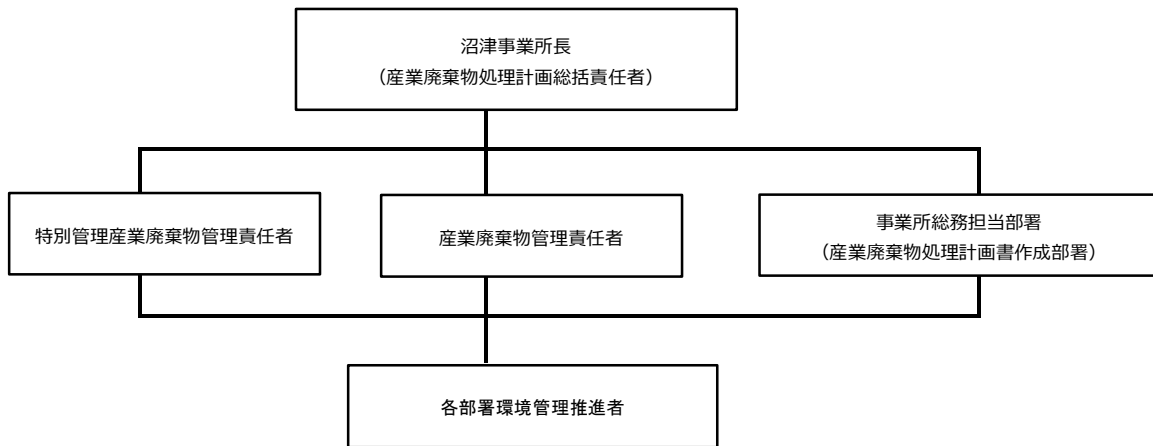 沼津事業所長
（産業廃棄物処理計画総括責任者）
特別管理産業廃棄物管理責任者
産業廃棄物管理責任者
事業所総務担当部署
（産業廃棄物処理計画書作成部署）
各部署環境管理推進者